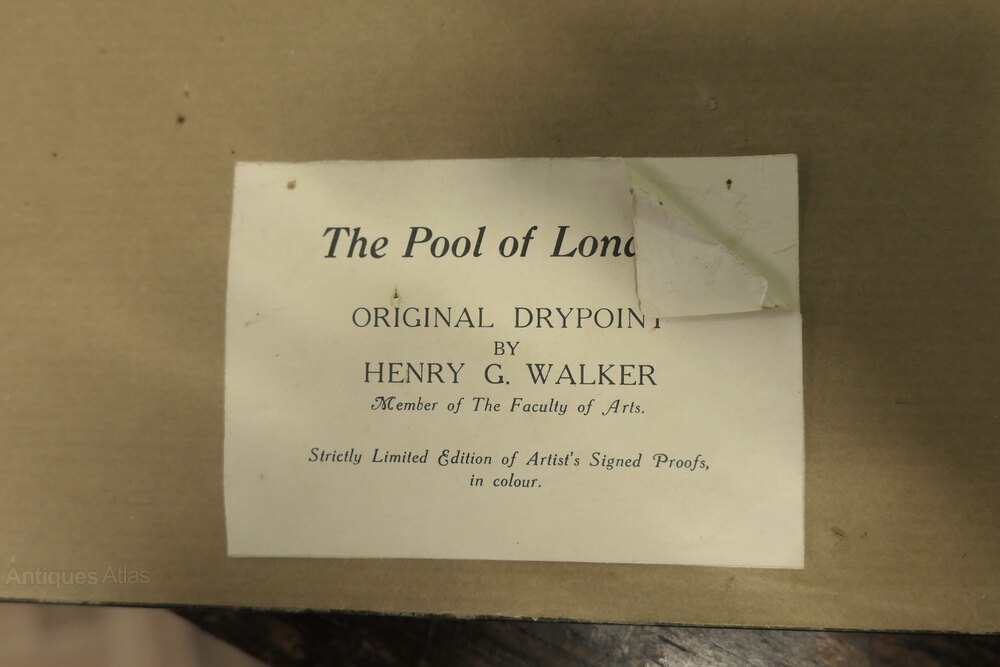 The Pool of Lond
ORIGINAL DRYPOINT
BY
HENRY G. WALKER
Member of The Faculty of Arts.
Strictly Limited Edition of Artist's Signed Proofs,
in colour.
Antiques Atlas